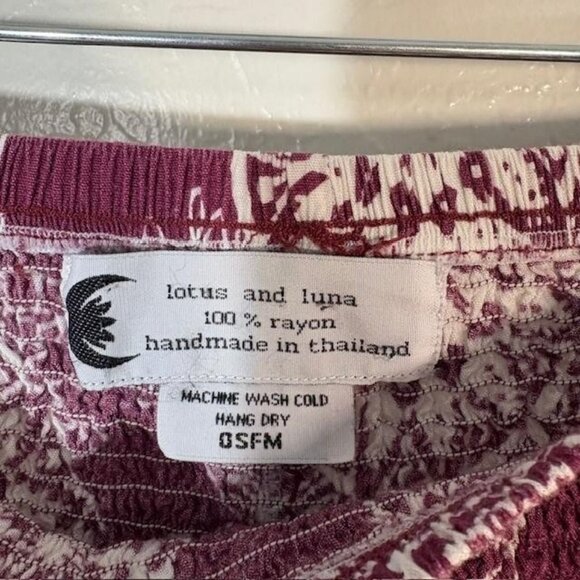 lotus and luna
100 % rayon
handmade in thailand
MACHINE WASH COLD
HANG DRY
OSFM